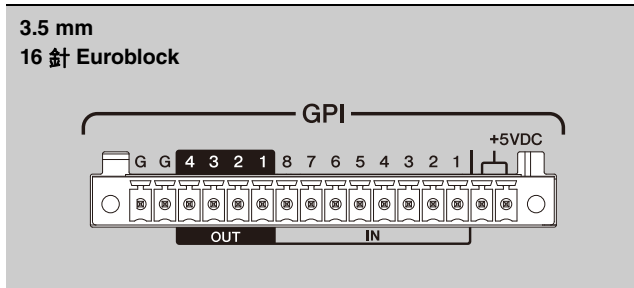 3.5 mm
16 針 Euroblock
GPI
+5VDC
G G 4 3 2 1 8 7 6 5 4 3 2 1
OUT IN